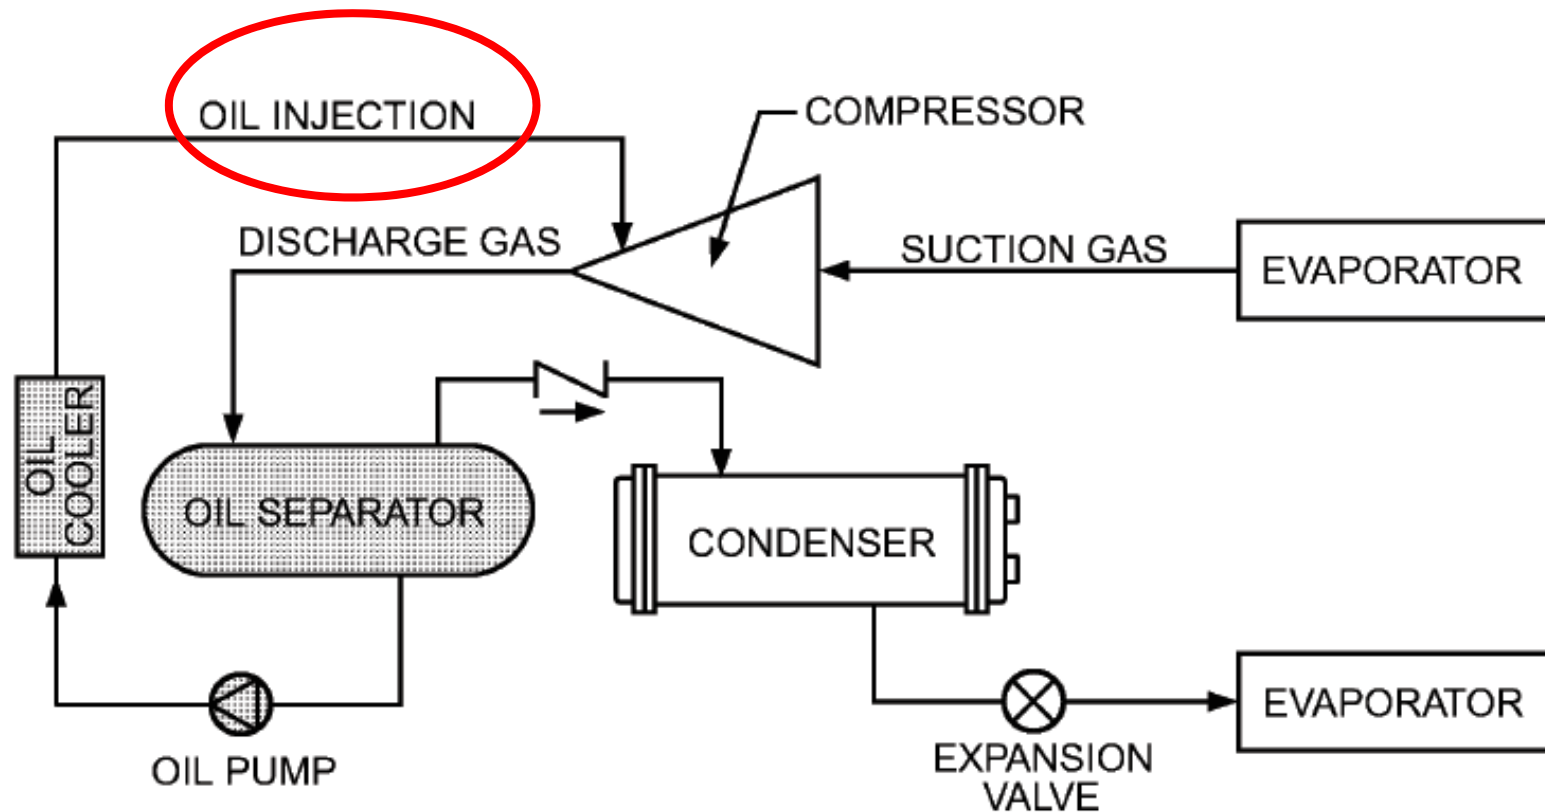 OIL INJECTION
COMPRESSOR
DISCHARGE GAS
SUCTION GAS
EVAPORATOR
OIL
COOLER
OIL SEPARATOR
CONDENSER
EVAPORATOR
OIL PUMP
EXPANSION
VALVE